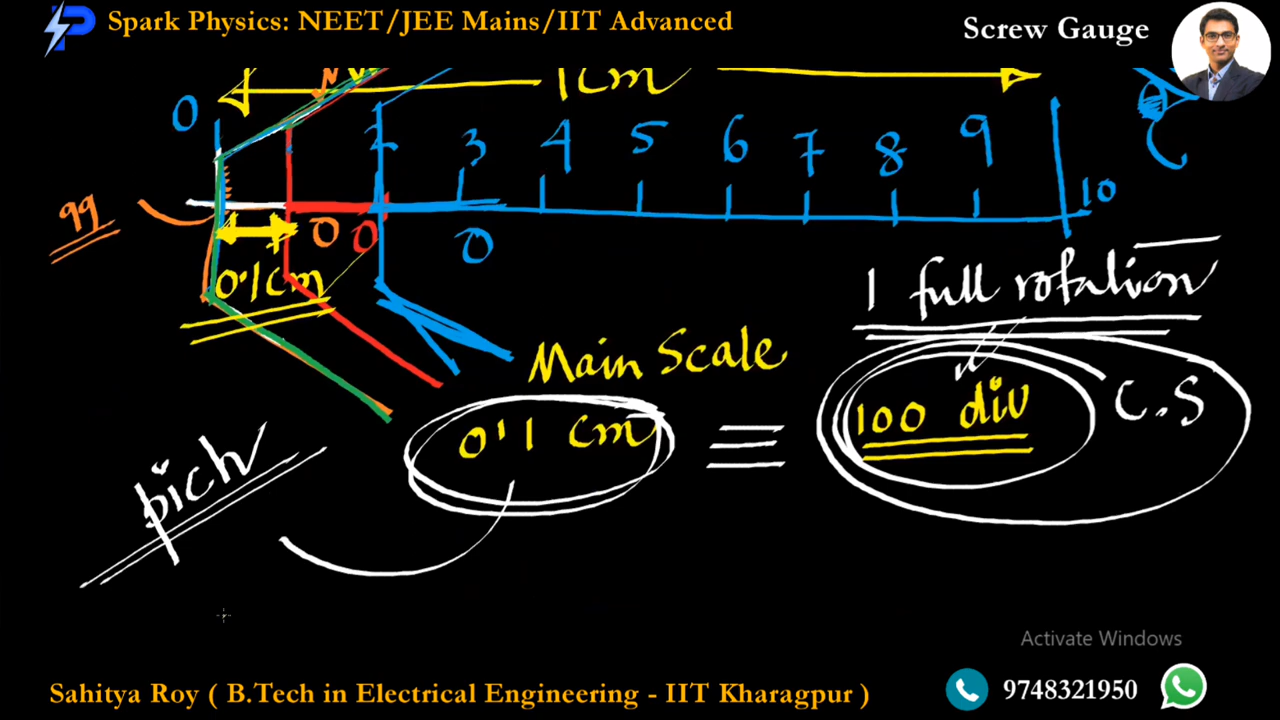 Spark Physics: NEET/JEE Mains/IIT Advanced
Screw Gauge
1cm
0 2 3 4 5 6 7 8 9 10
99
0 0 0
0.1cm
1 full rotation
Main Scale
0.1 cm ≡ 100 div C.S
pich
Activate Windows
Sahitya Roy ( B.Tech in Electrical Engineering - IIT Kharagpur )
9748321950